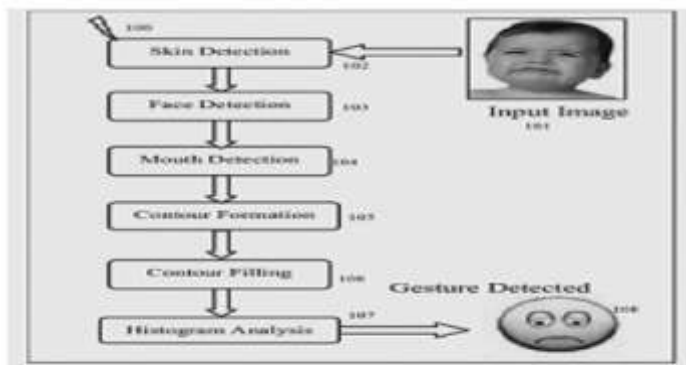 100
Skin Detection
102
Face Detection
103
Input Image
101
Mouth Detection
104
Contour Formation
105
Contour Filling
106
Gesture Detected
107
108
Histogram Analysis